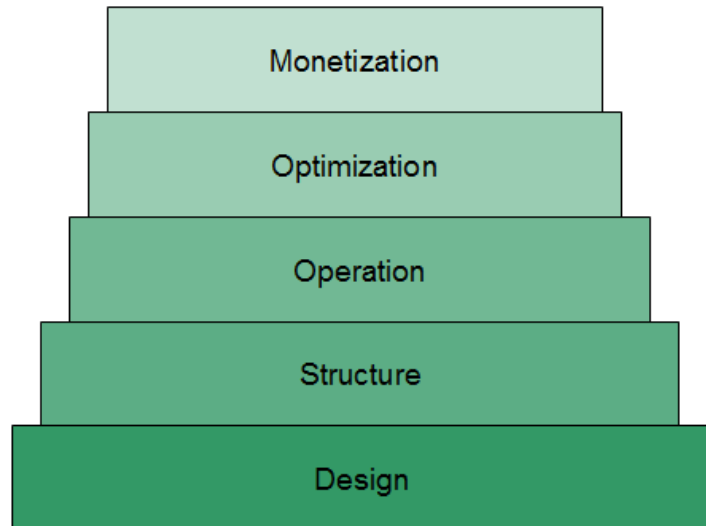 Monetization
Optimization
Operation
Structure
Design